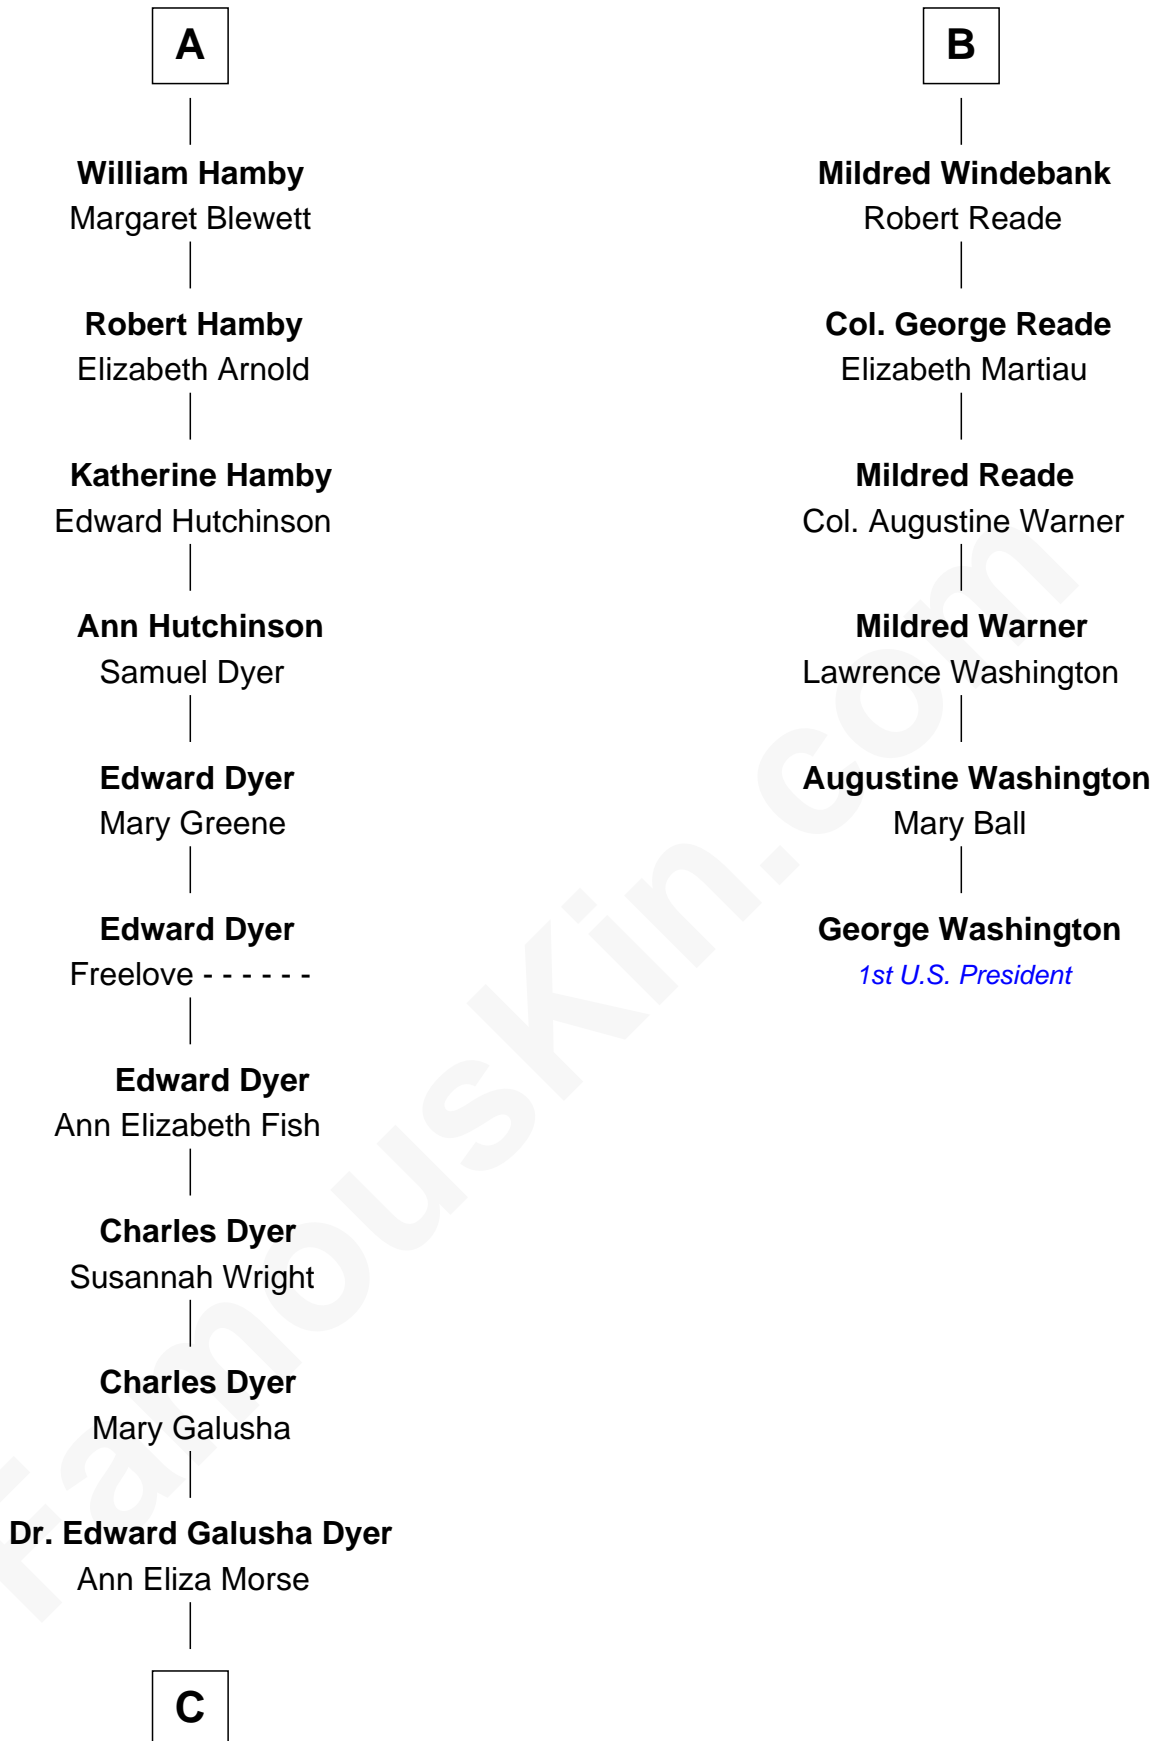 A
William Hamby
Margaret Blewett
Robert Hamby
Elizabeth Arnold
Katherine Hamby
Edward Hutchinson
Ann Hutchinson
Samuel Dyer
Edward Dyer
Mary Greene
Edward Dyer
Freelove - - - - - -
Edward Dyer
Ann Elizabeth Fish
Charles Dyer
Susannah Wright
Charles Dyer
Mary Galusha
Dr. Edward Galusha Dyer
Ann Eliza Morse
C
B
Mildred Windebank
Robert Reade
Col. George Reade
Elizabeth Martiau
Mildred Reade
Col. Augustine Warner
Mildred Warner
Lawrence Washington
Augustine Washington
Mary Ball
George Washington
1st U.S. President
FamousKin.com